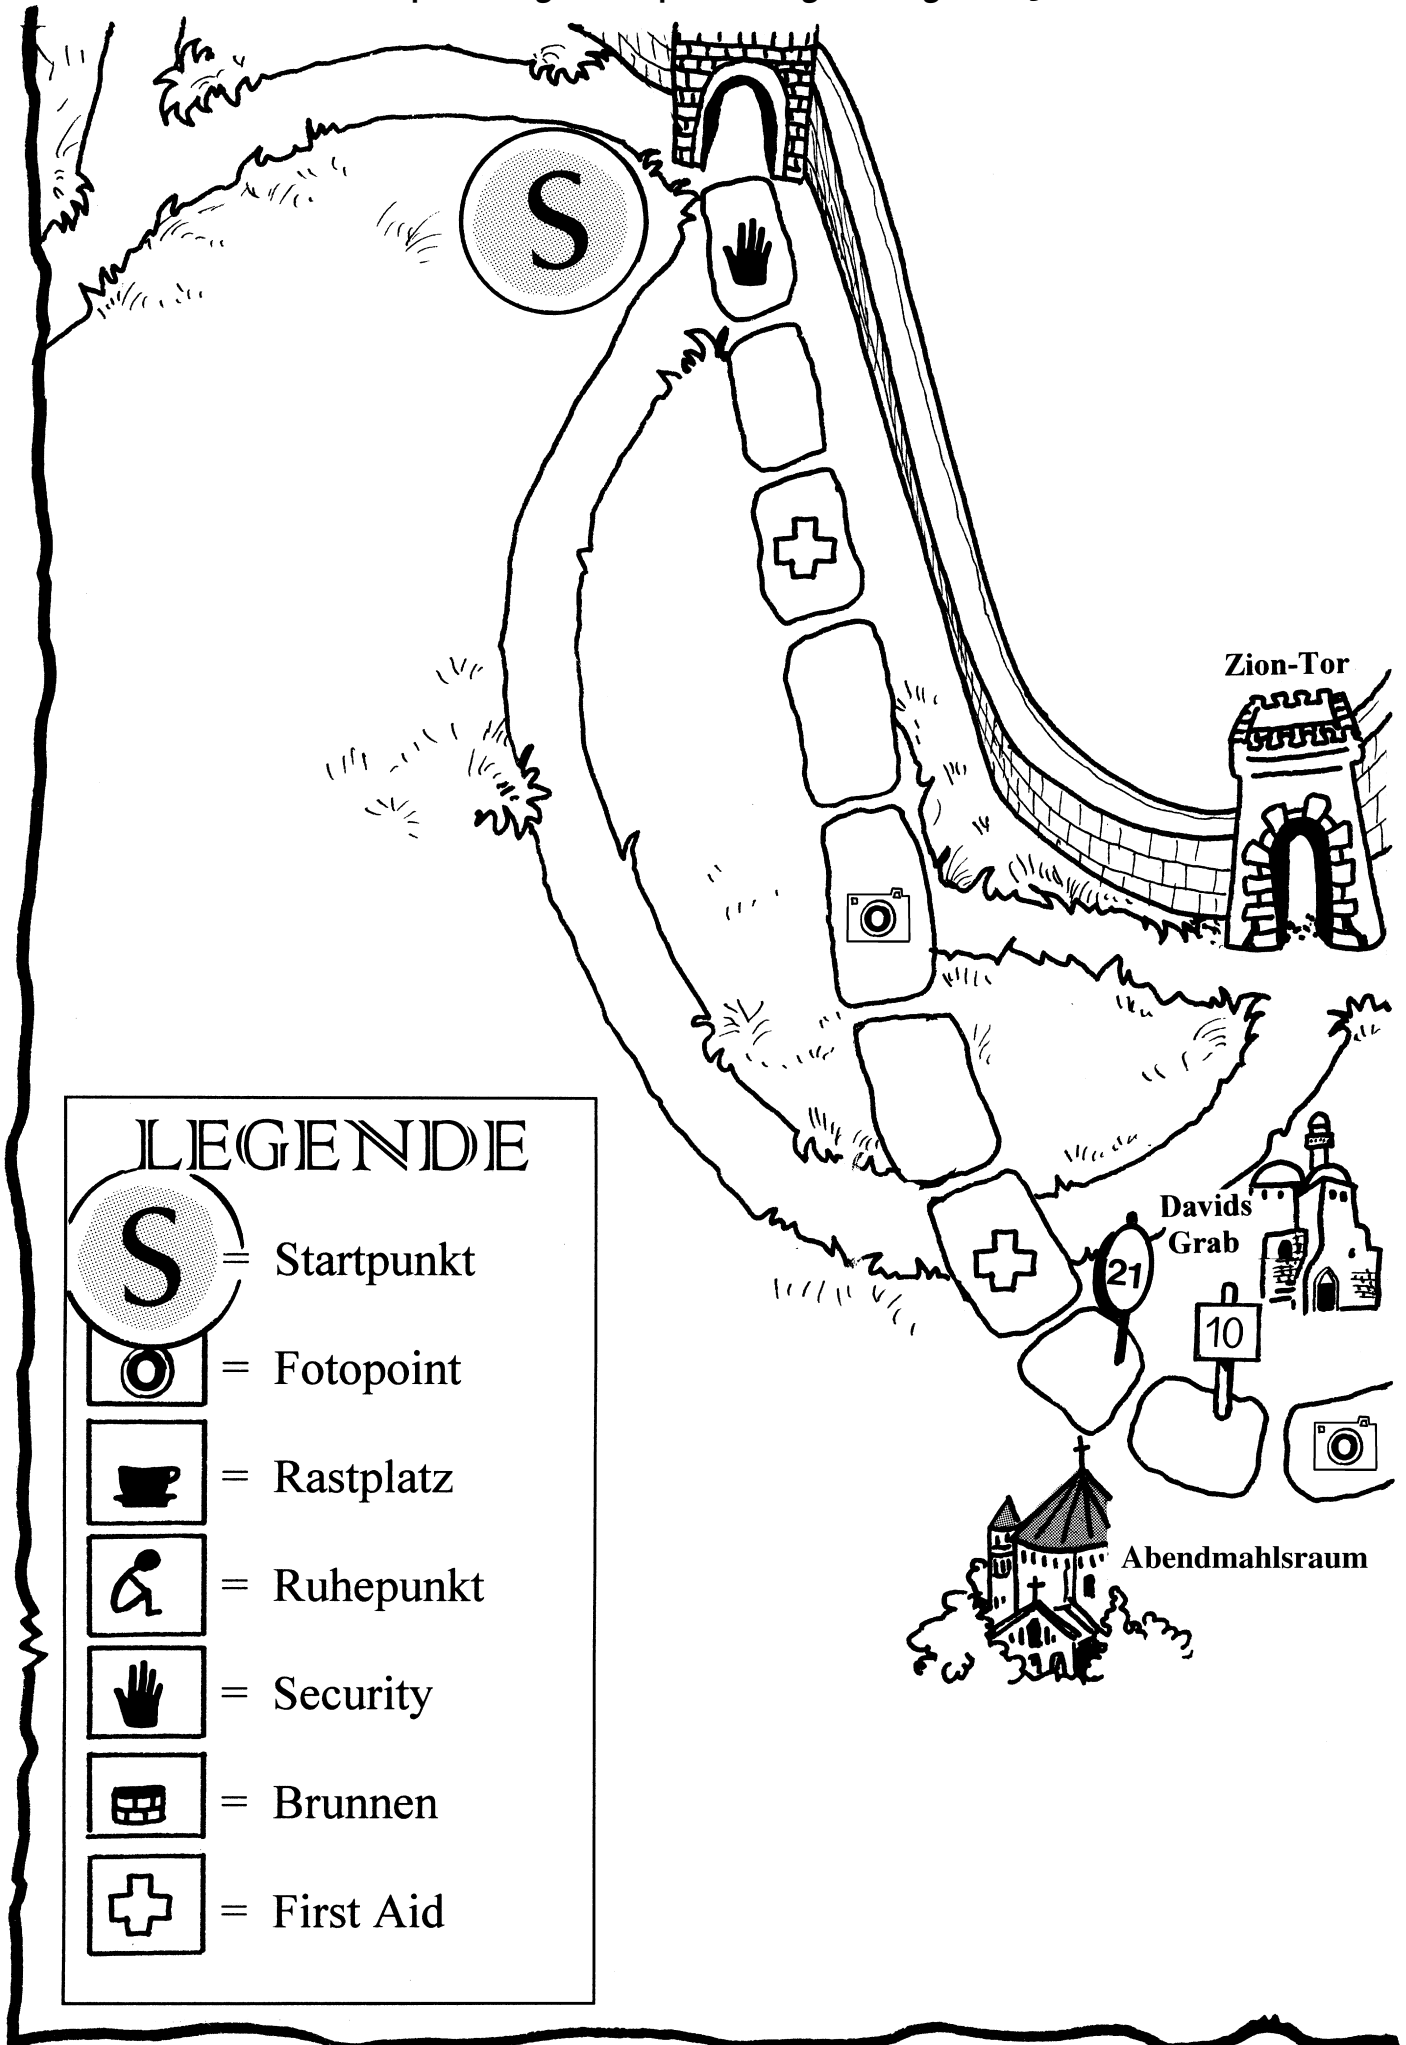 S
Zion-Tor
LEGENDE
S = Startpunkt
= Fotopoint
= Rastplatz
= Ruhepunkt
= Security
= Brunnen
= First Aid
Davids
Grab
21
10
Abendmahlsraum